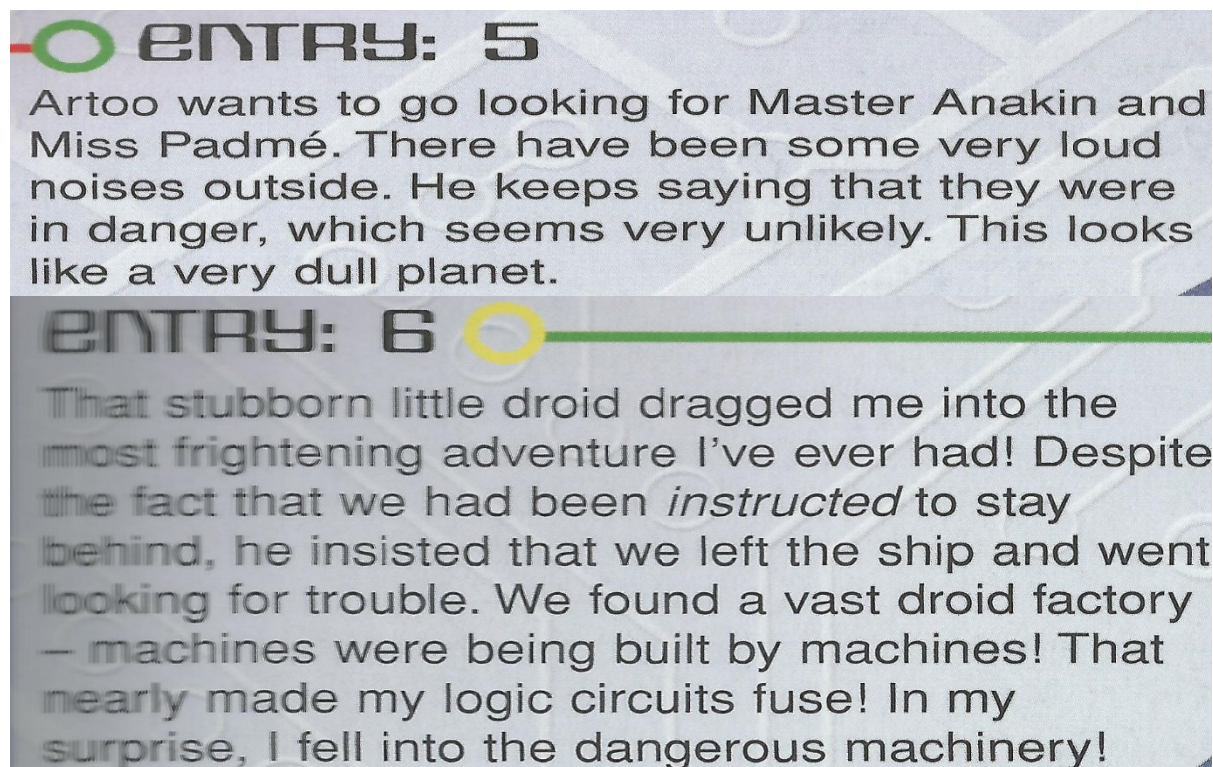 ENTRY: 5
Artoo wants to go looking for Master Anakin and
Miss Padmé. There have been some very loud
noises outside. He keeps saying that they were
in danger, which seems very unlikely. This looks
like a very dull planet.
ENTRY: 6
That stubborn little droid dragged me into the
most frightening adventure I've ever had! Despite
the fact that we had been instructed to stay
behind, he insisted that we left the ship and went
looking for trouble. We found a vast droid factory
– machines were being built by machines! That
nearly made my logic circuits fuse! In my
surprise, I fell into the dangerous machinery!